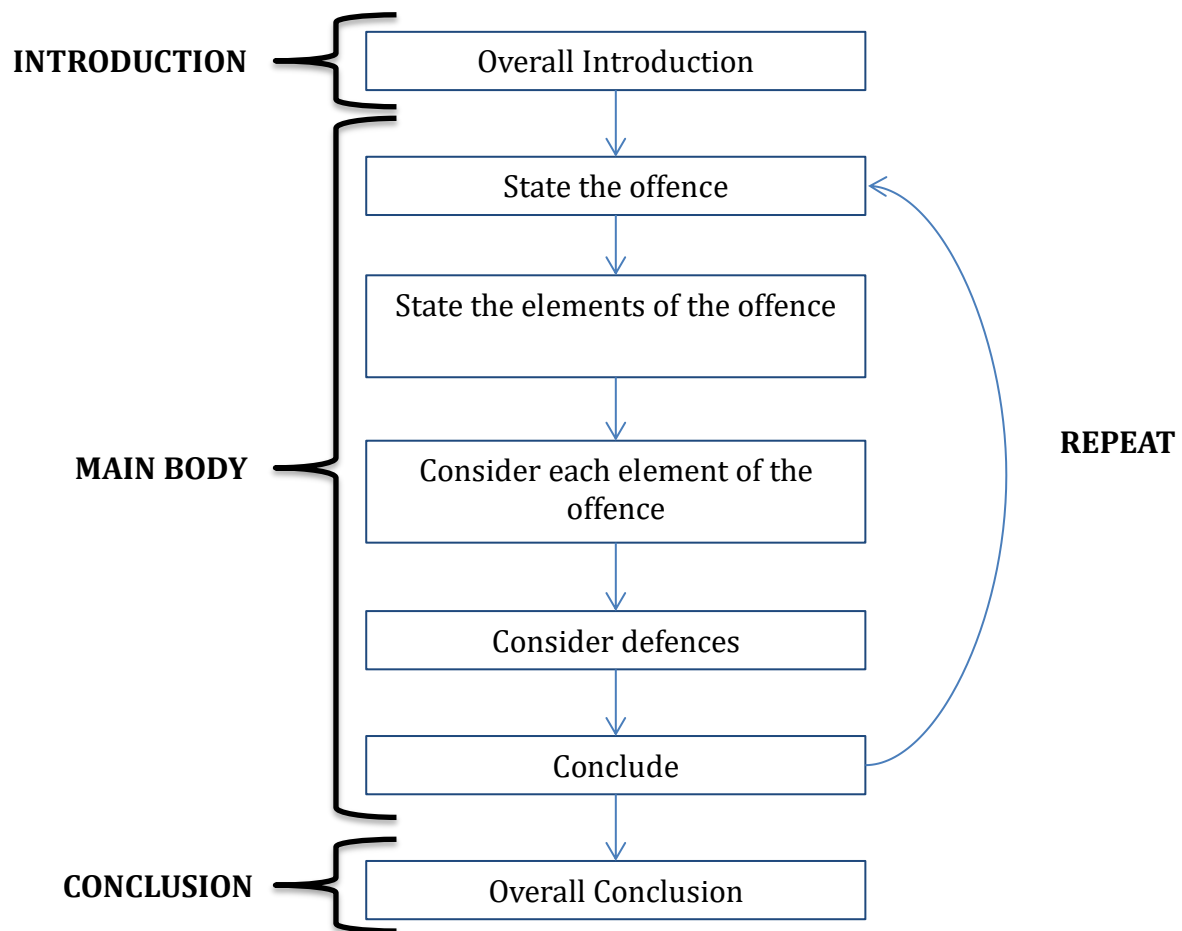 INTRODUCTION
Overall Introduction
State the offence
State the elements of the offence
REPEAT
MAIN BODY
Consider each element of the
offence
Consider defences
Conclude
CONCLUSION
Overall Conclusion